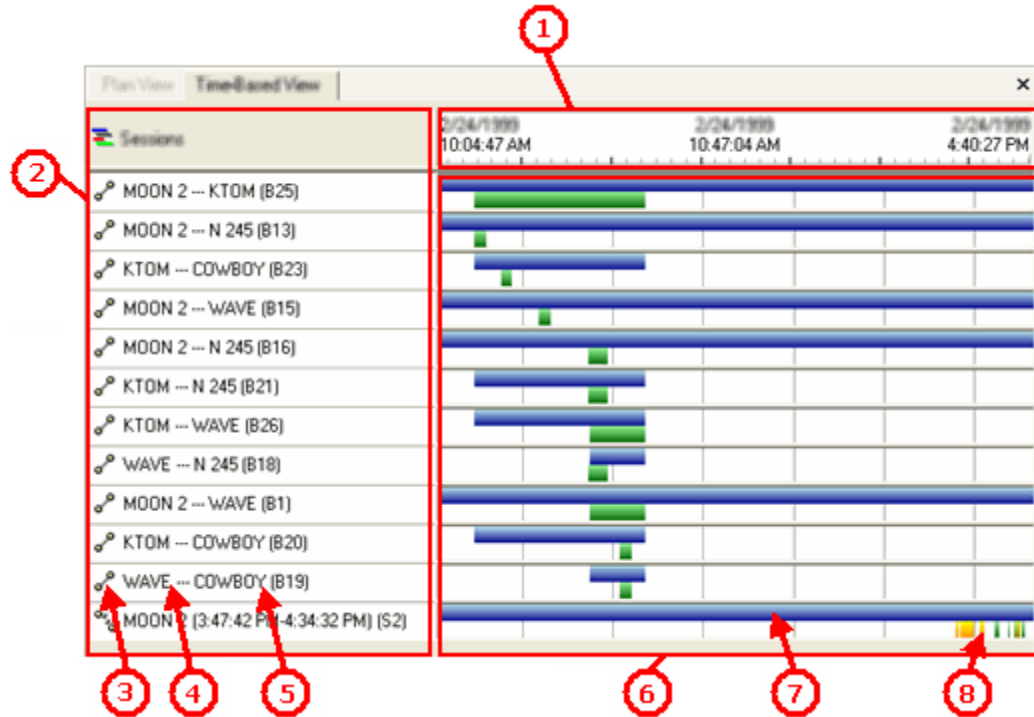 1
Plan View Time-Based View
Sessions
2/24/1999 2/24/1999 2/24/1999
10:04:47 AM 10:47:04 AM 4:40:27 PM
2
MOON 2 --- KTOM (B25)
MOON 2 --- N 245 (B13)
KTOM --- COWBOY (B23)
MOON 2 --- WAVE (B15)
MOON 2 --- N 245 (B16)
KTOM --- N 245 (B21)
KTOM --- WAVE (B26)
WAVE --- N 245 (B18)
MOON 2 --- WAVE (B1)
KTOM --- COWBOY (B20)
WAVE --- COWBOY (B19)
MOON 2 (3:47:42 PM-4:34:32 PM) (S2)
3 4 5 6 7 8